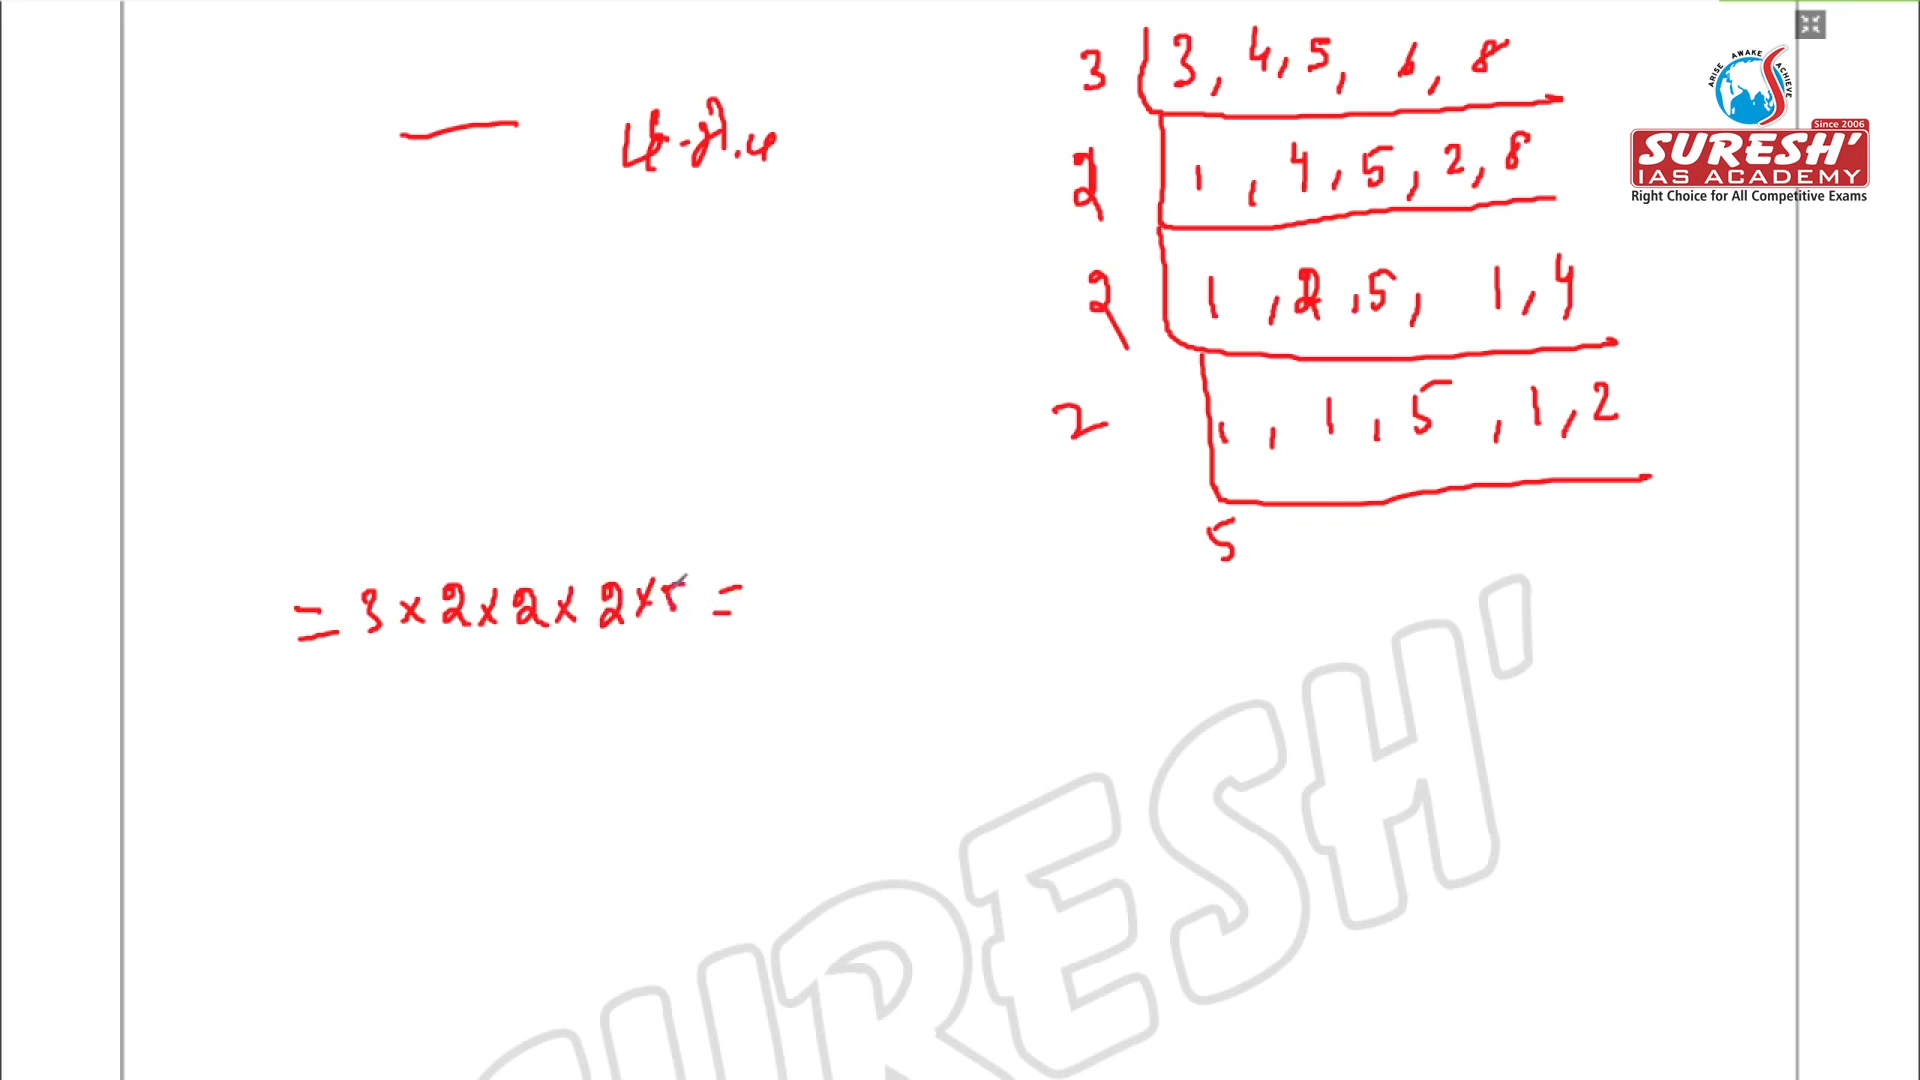 3 | 3, 4, 5, 6, 8
2 | 1, 4, 5, 2, 8
2 | 1, 2, 5, 1, 4
2 | 1, 1, 5, 1, 2
5
= 3 × 2 × 2 × 2 × 5 =
ARISE AWAKE ACHIEVE
Since 2006
SURESH'
IAS ACADEMY
Right Choice for All Competitive Exams
SURESH'